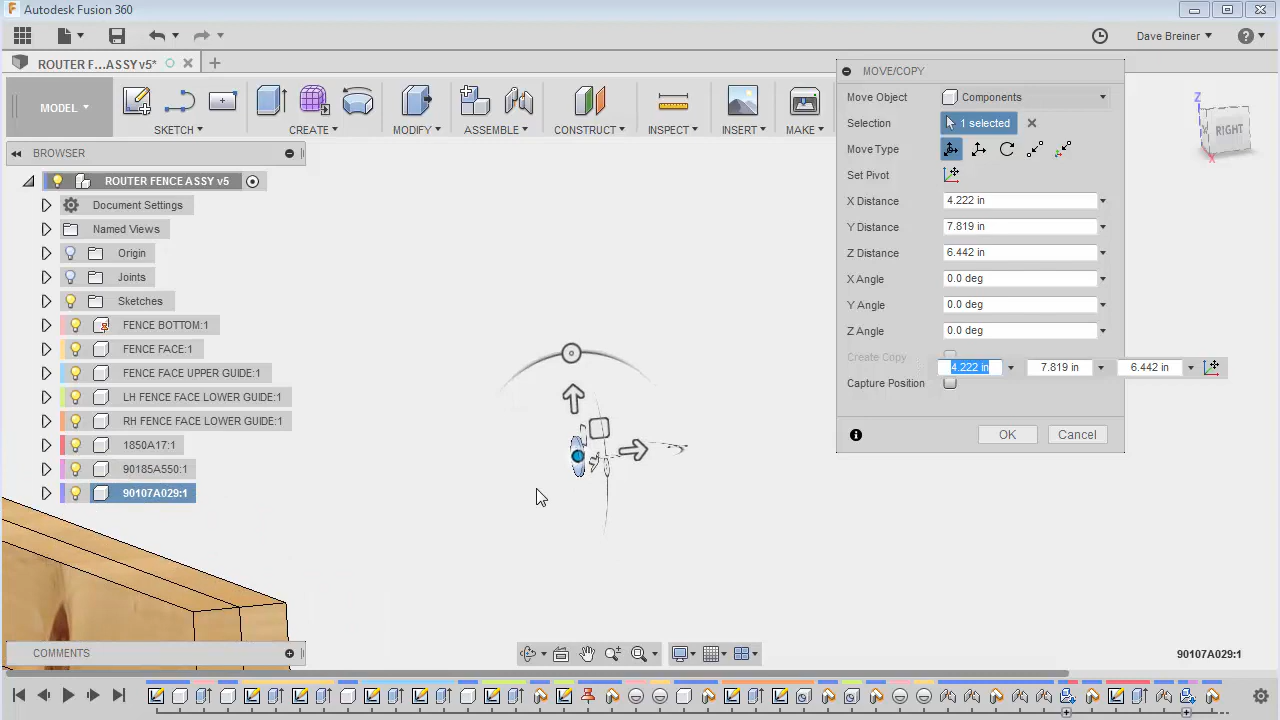 Autodesk Fusion 360
Dave Breiner
ROUTER F...ASSY v5*
MODEL
SKETCH
CREATE
MODIFY
ASSEMBLE
CONSTRUCT
INSPECT
INSERT
MAKE
BROWSER
ROUTER FENCE ASSY v5
Document Settings
Named Views
Origin
Joints
Sketches
FENCE BOTTOM:1
FENCE FACE:1
FENCE FACE UPPER GUIDE:1
LH FENCE FACE LOWER GUIDE:1
RH FENCE FACE LOWER GUIDE:1
1850A17:1
90185A550:1
90107A029:1
MOVE/COPY
Move Object Components
Selection 1 selected
Move Type
Set Pivot
X Distance 4.222 in
Y Distance 7.819 in
Z Distance 6.442 in
X Angle 0.0 deg
Y Angle 0.0 deg
Z Angle 0.0 deg
Create Copy
4.222 in 7.819 in 6.442 in
Capture Position
OK Cancel
Z
RIGHT
X
COMMENTS
90107A029:1